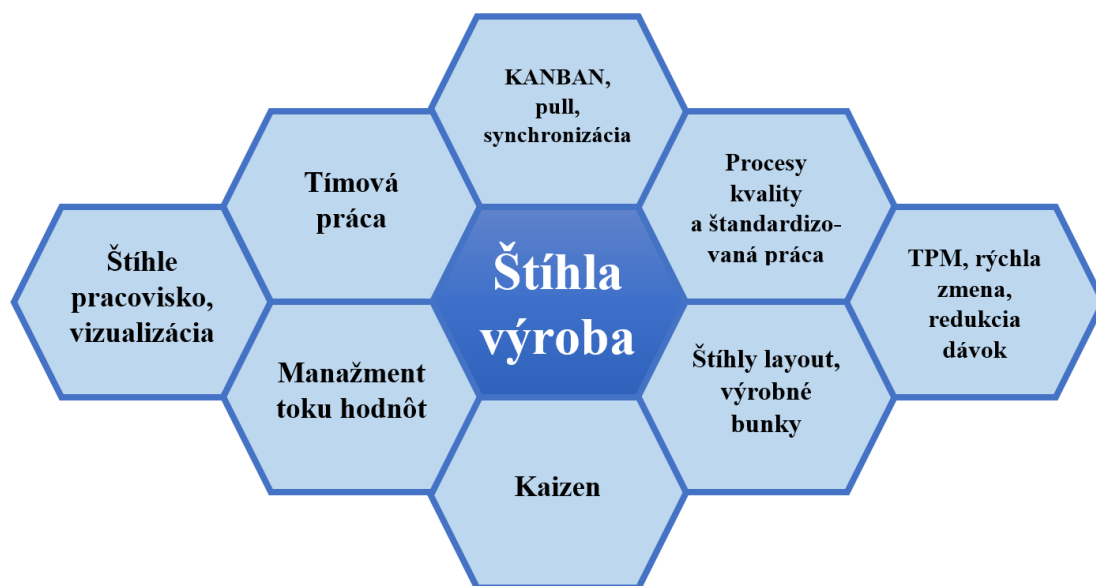 KANBAN,
pull,
synchronizácia
Tímová
práca
Procesy
kvality
a štandardizo-
vaná práca
Štíhle
pracovisko,
vizualizácia
Štíhla
výroba
TPM, rýchla
zmena,
redukcia
dávok
Manažment
toku hodnôt
Štíhly layout,
výrobné
bunky
Kaizen